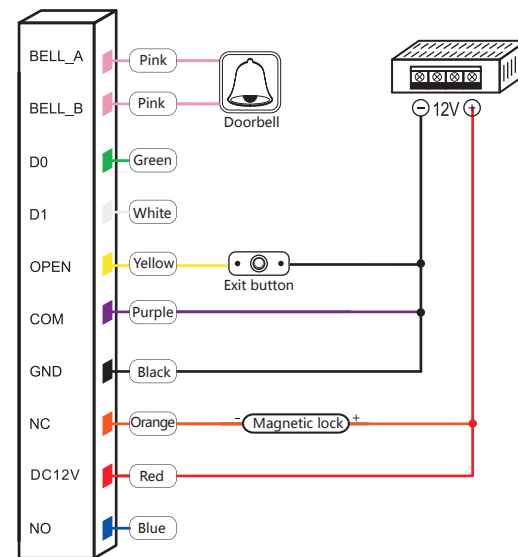 BELL_A Pink
BELL_B Pink
Doorbell
− 12V +
D0 Green
D1 White
OPEN Yellow
Exit button
COM Purple
GND Black
NC Orange - Magnetic lock +
DC12V Red
NO Blue